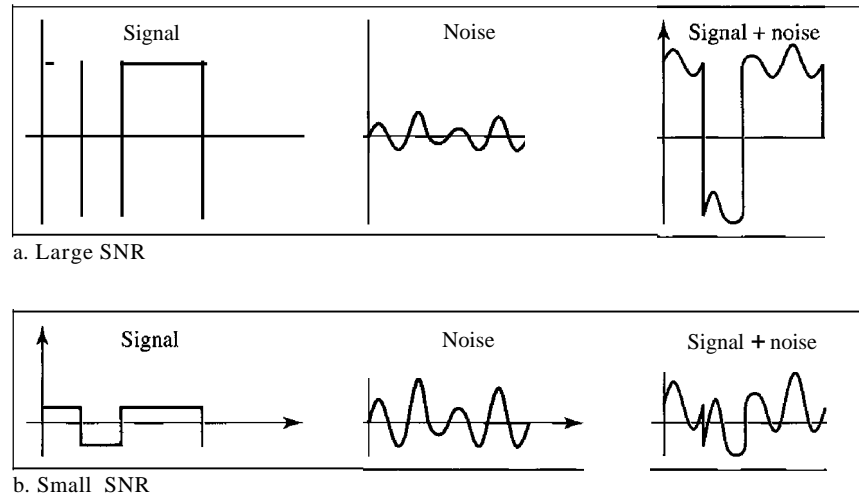 Signal Noise Signal + noise
a. Large SNR
Signal Noise Signal + noise
b. Small SNR